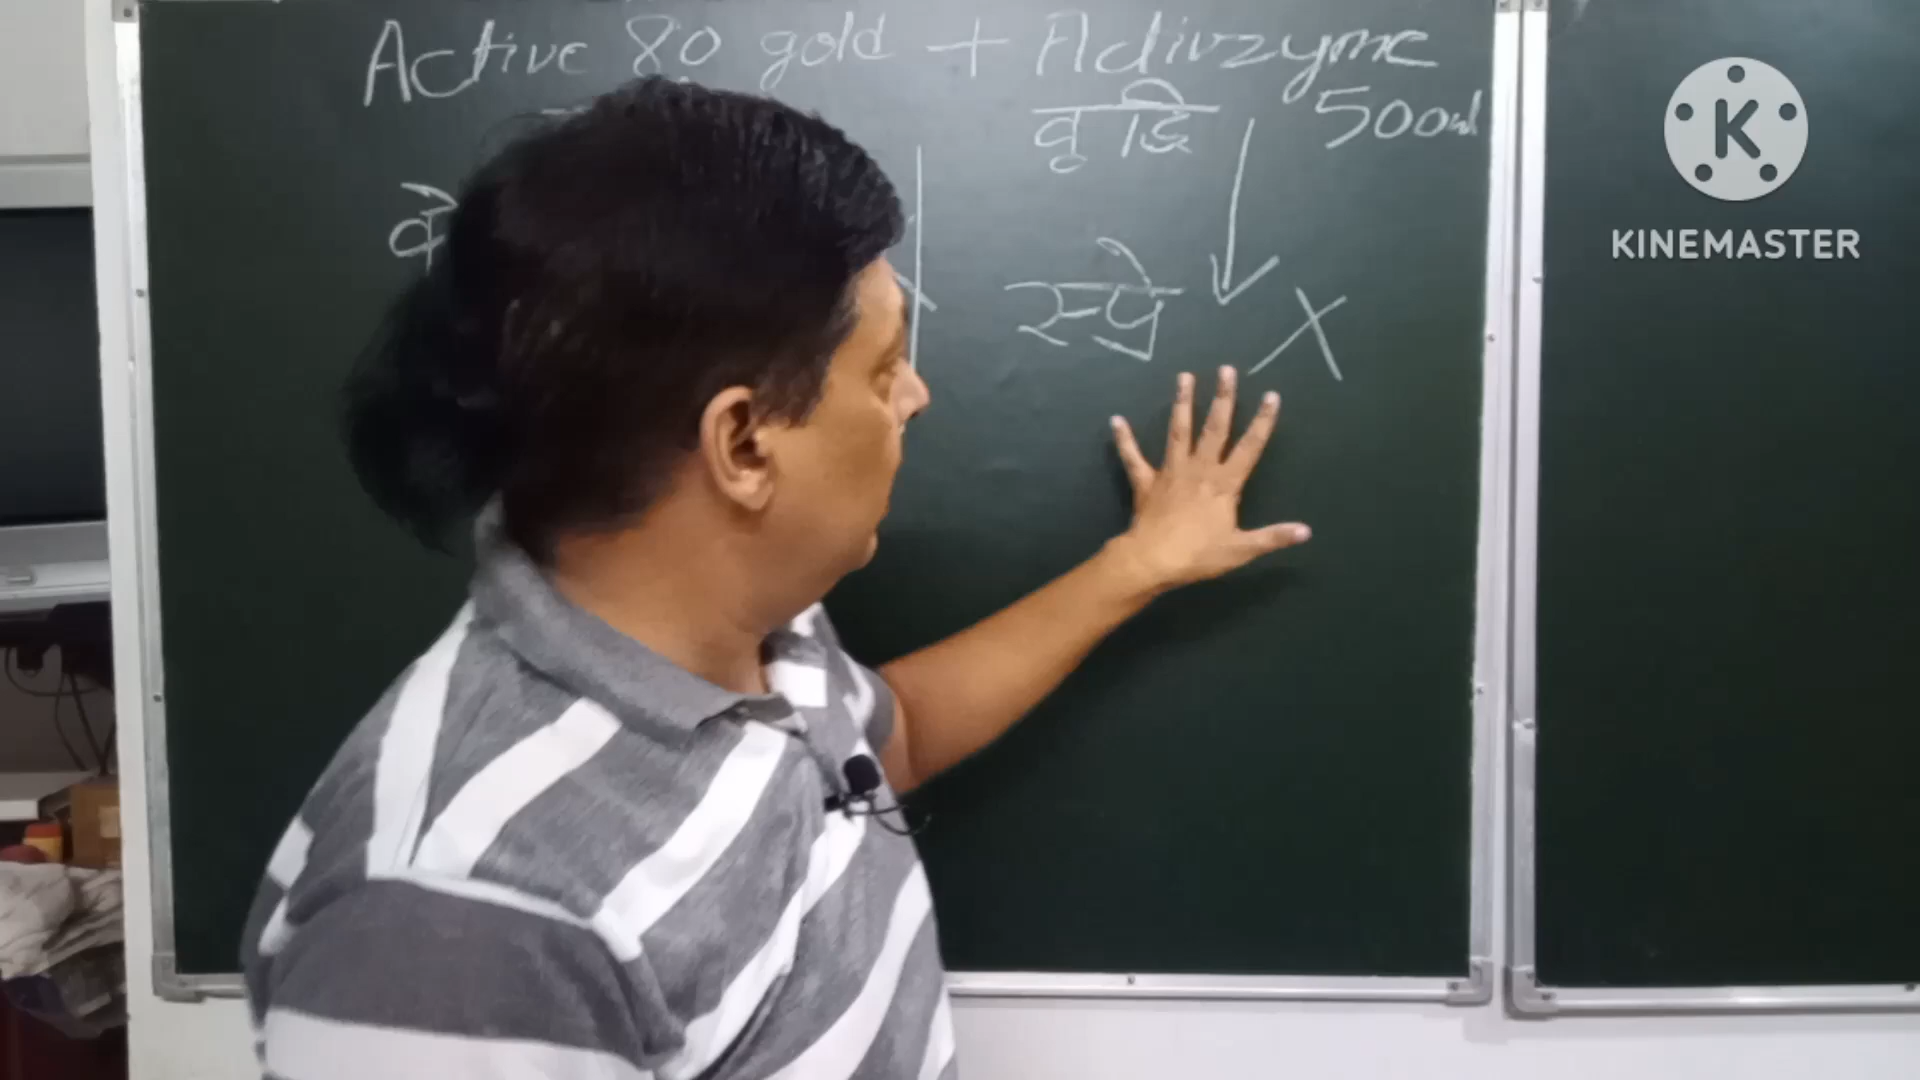 Active 80 gold + Activzyme
वृद्धि 500ml
के
स्प्रे X
K
KINEMASTER